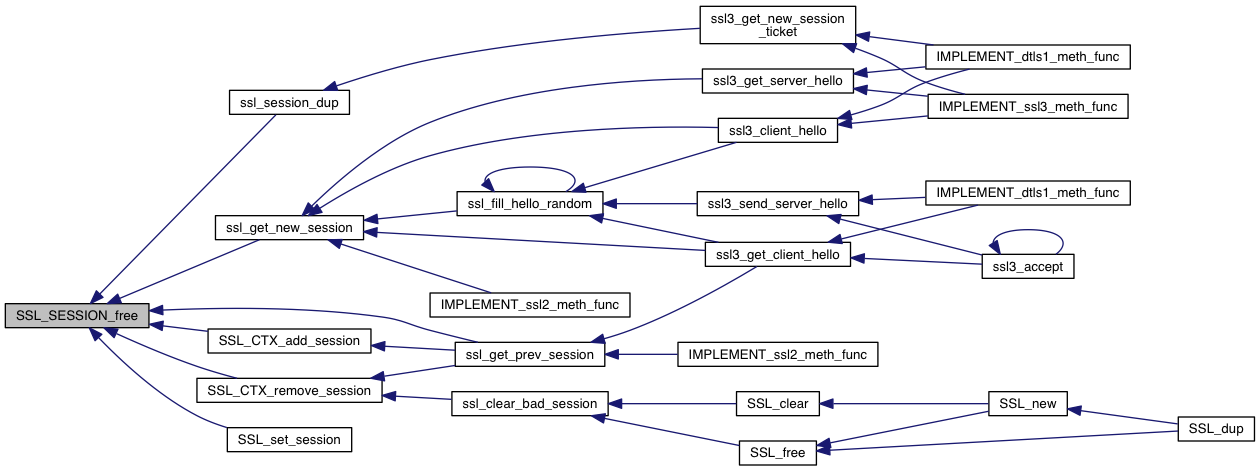 SSL_SESSION_free
ssl_session_dup
ssl_get_new_session
SSL_CTX_add_session
SSL_CTX_remove_session
SSL_set_session
ssl_fill_hello_random
IMPLEMENT_ssl2_meth_func
ssl_get_prev_session
ssl_clear_bad_session
ssl3_get_new_session
_ticket
ssl3_get_server_hello
ssl3_client_hello
ssl3_send_server_hello
ssl3_get_client_hello
IMPLEMENT_ssl2_meth_func
SSL_clear
SSL_free
IMPLEMENT_dtls1_meth_func
IMPLEMENT_ssl3_meth_func
IMPLEMENT_dtls1_meth_func
ssl3_accept
SSL_new
SSL_dup